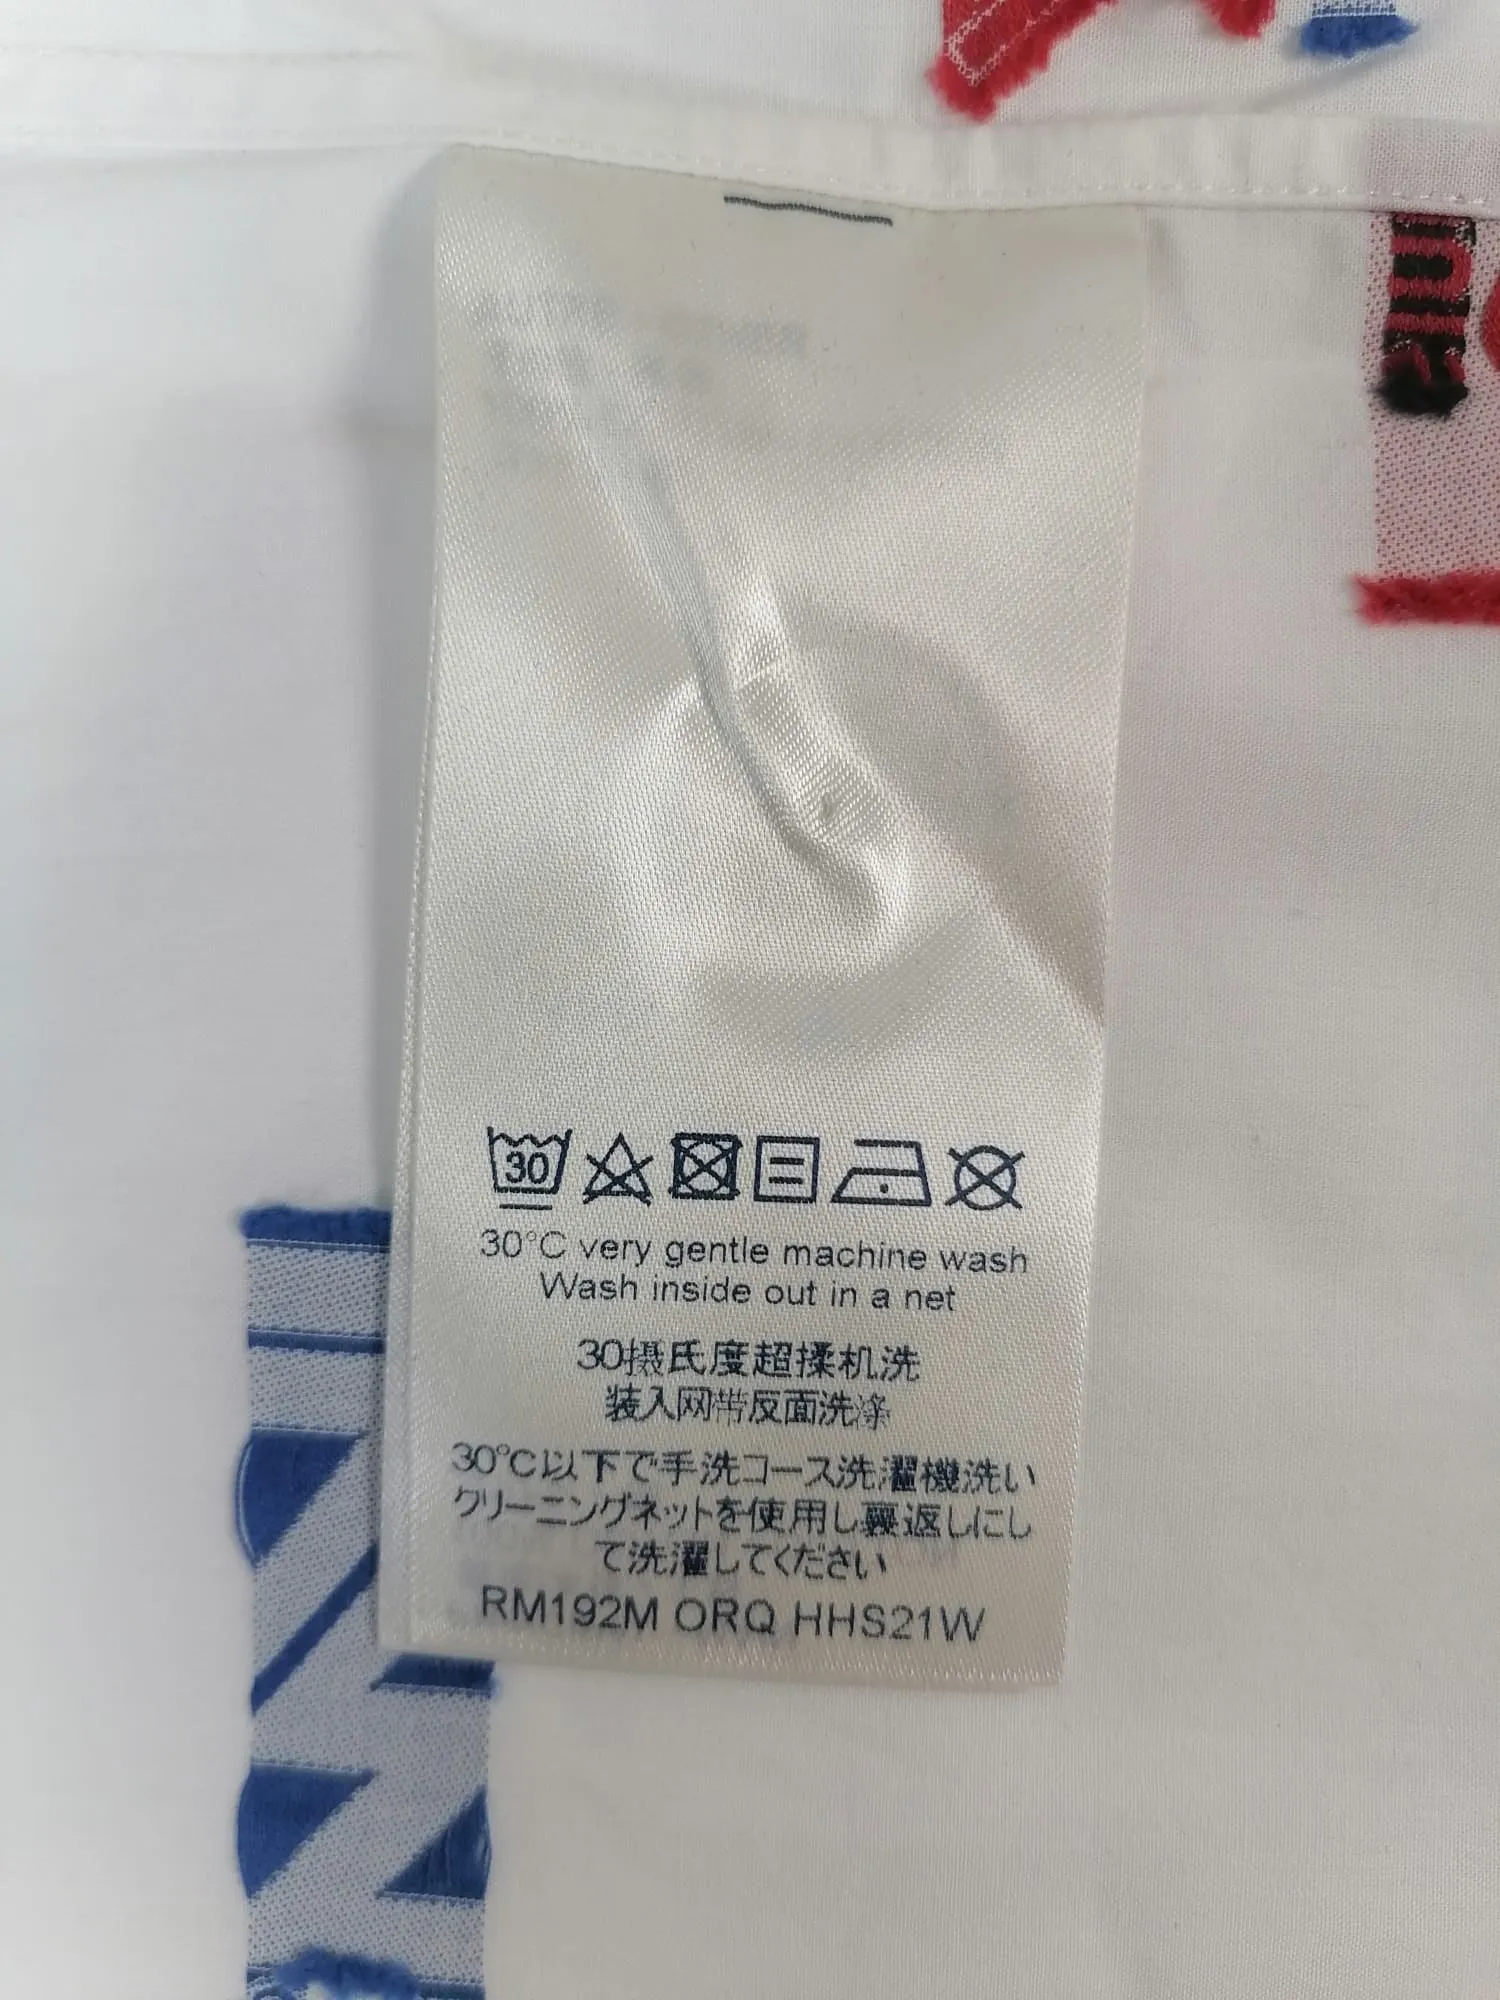 30
30°C very gentle machine wash
Wash inside out in a net
30摄氏度超揉机洗
装入网带反面洗涤
30°C以下で手洗コース洗濯機洗い
クリーニングネットを使用し裏返しにし
て洗濯してください
RM192M ORQ HHS21W